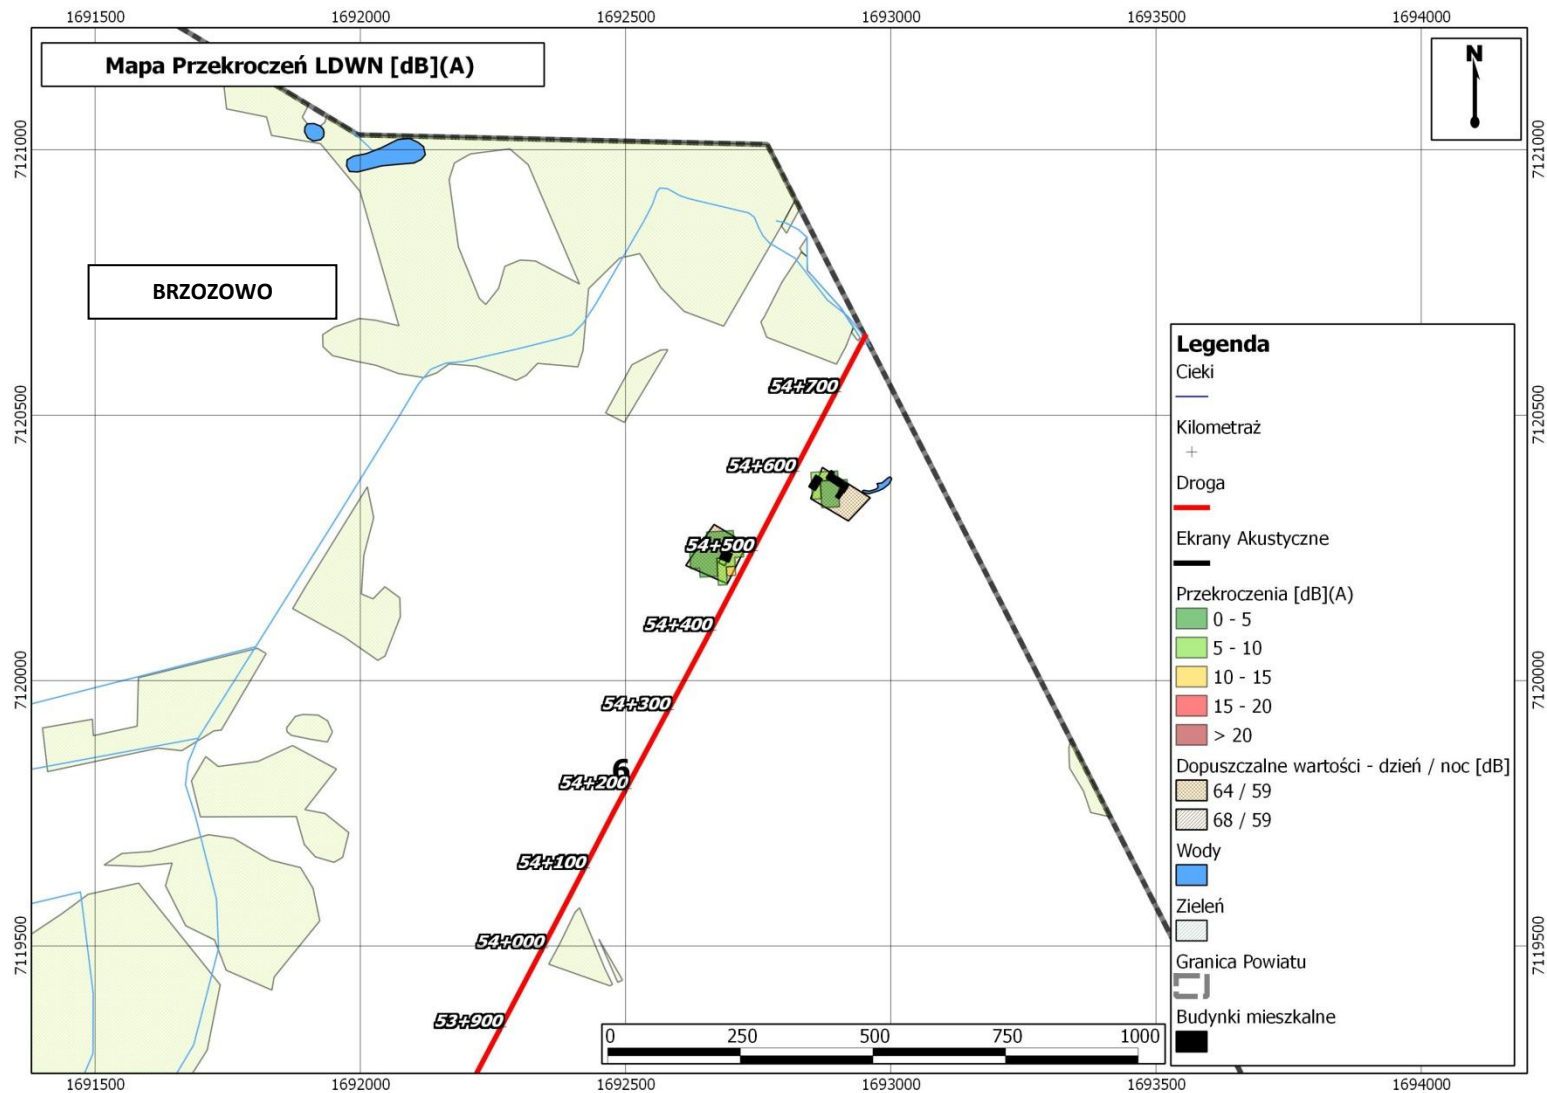 1691500 1692000 1692500 1693000 1693500 1694000
Mapa Przekroczeń LDWN [dB](A)
N
7121000 7121000
BRZOZOWO
54+700
7120500 7120500
54+600
54+500
54+400
7120000 7120000
54+300
6
54+200
54+100
54+000
7119500 7119500
53+900
0 250 500 750 1000
Legenda
Cieki
Kilometraż
Droga
Ekrany Akustyczne
Przekroczenia [dB](A)
0 - 5
5 - 10
10 - 15
15 - 20
> 20
Dopuszczalne wartości - dzień / noc [dB]
64 / 59
68 / 59
Wody
Zieleń
Granica Powiatu
Budynki mieszkalne
1691500 1692000 1692500 1693000 1693500 1694000